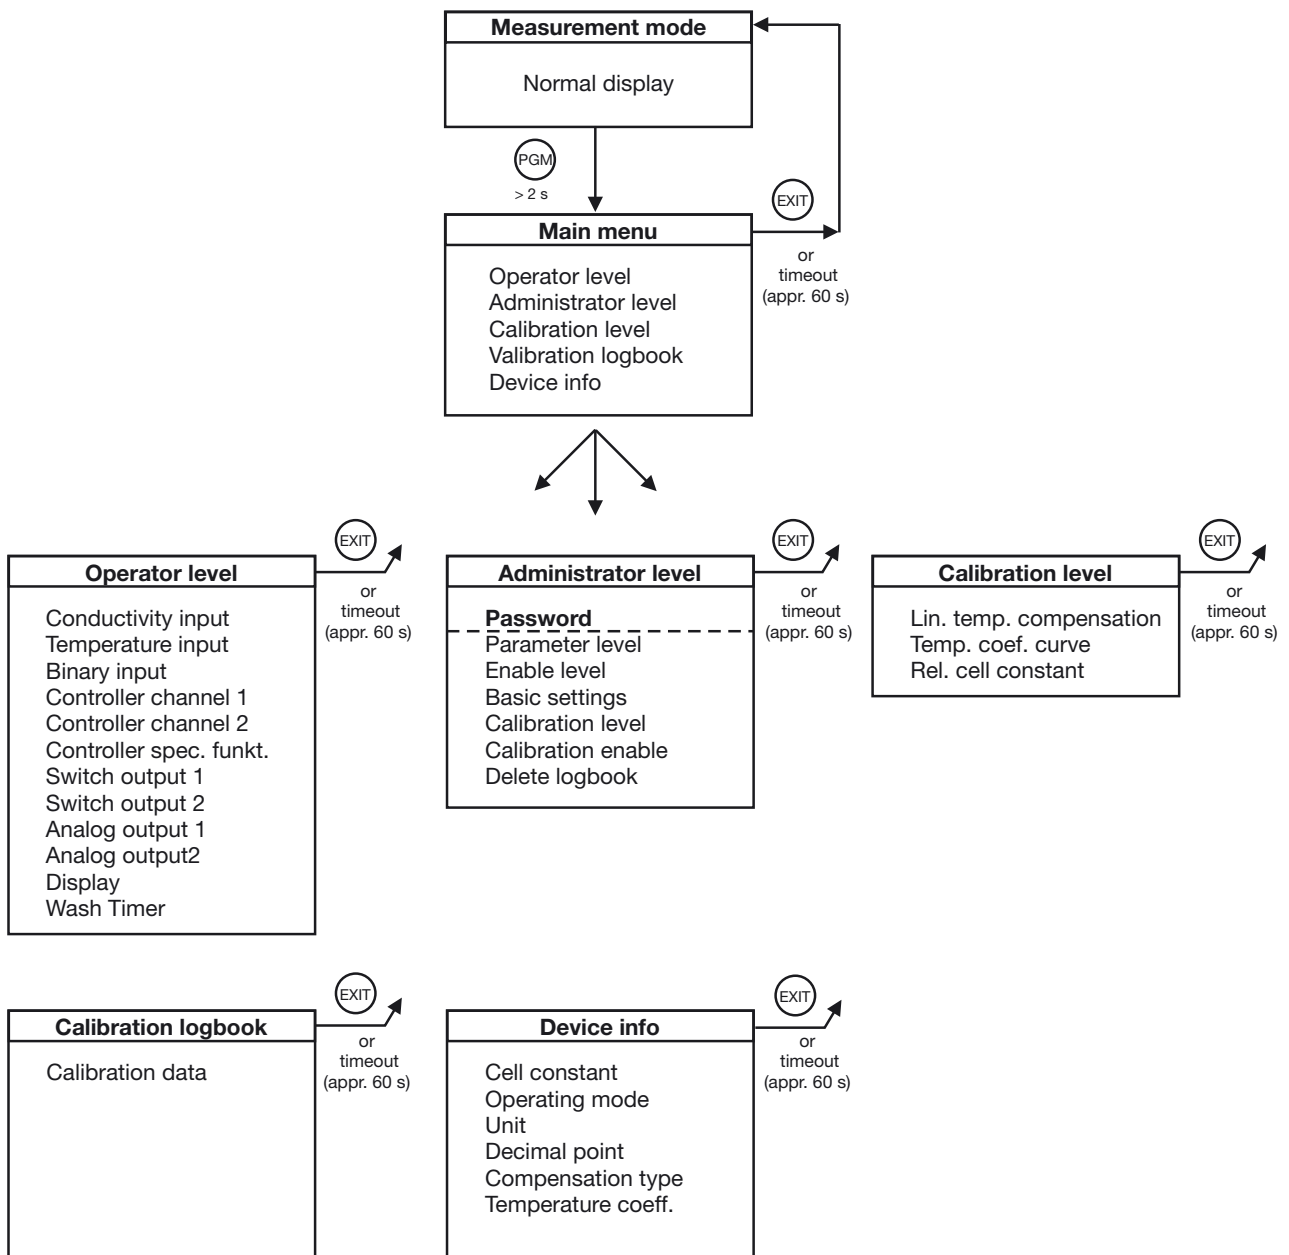 Measurement mode
Normal display
PGM
> 2 s
EXIT
or
timeout
(appr. 60 s)
Main menu
Operator level
Administrator level
Calibration level
Valibration logbook
Device info
EXIT
or
timeout
(appr. 60 s)
Operator level
Conductivity input
Temperature input
Binary input
Controller channel 1
Controller channel 2
Controller spec. funkt.
Switch output 1
Switch output 2
Analog output 1
Analog output2
Display
Wash Timer
EXIT
or
timeout
(appr. 60 s)
Administrator level
Password
Parameter level
Enable level
Basic settings
Calibration level
Calibration enable
Delete logbook
EXIT
or
timeout
(appr. 60 s)
Calibration level
Lin. temp. compensation
Temp. coef. curve
Rel. cell constant
EXIT
or
timeout
(appr. 60 s)
Calibration logbook
Calibration data
EXIT
or
timeout
(appr. 60 s)
Device info
Cell constant
Operating mode
Unit
Decimal point
Compensation type
Temperature coeff.